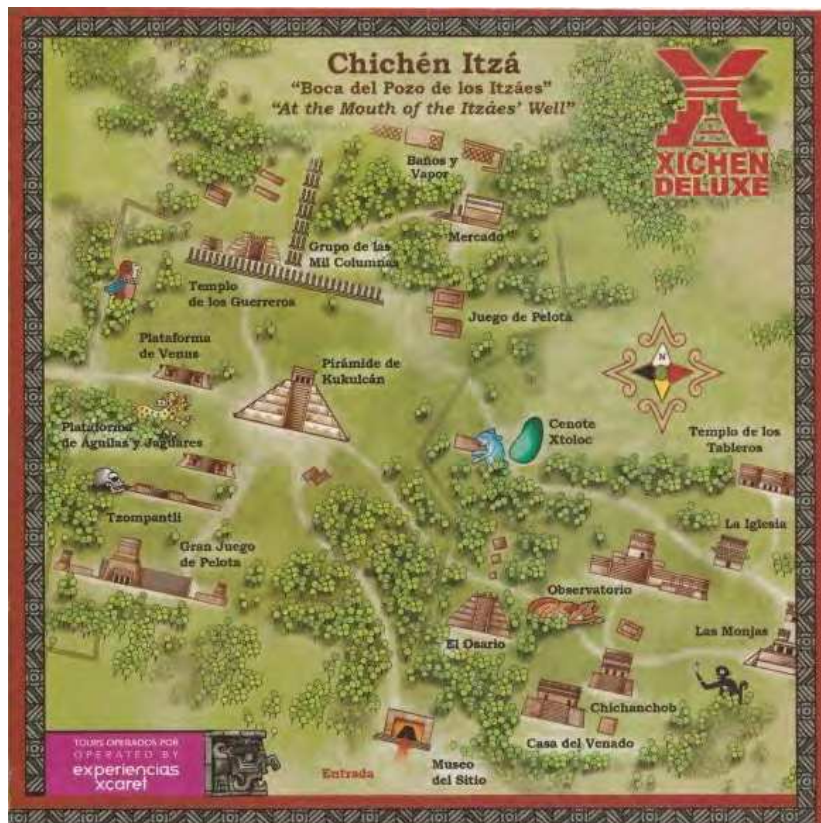 Chichén Itzá
"Boca del Pozo de los Itzáes"
"At the Mouth of the Itzáes' Well"
XICHEN
DELUXE
Baños y
Vapor
Mercado
Grupo de las
Mil Columnas
Templo
de los Guerreros
Juego de Pelota
Plataforma
de Venus
Pirámide de
Kukulcán
N
Plataforma
de Águilas y Jaguares
Cenote
Xtoloc
Templo de los
Tableros
Tzompantli
La Iglesia
Gran Juego
de Pelota
Observatorio
El Osario
Las Monjas
Chichanchob
Casa del Venado
Museo
del Sitio
Entrada
TOURS OPERADOS POR
OPERATED BY
experiencias
xcaret